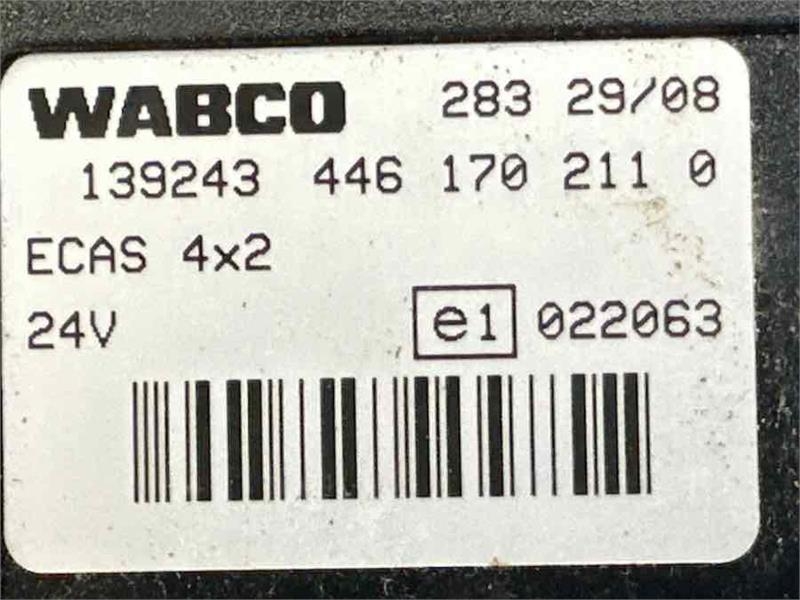 WABCO 283 29/08
139243 446 170 211 0
ECAS 4x2
24V e1 022063